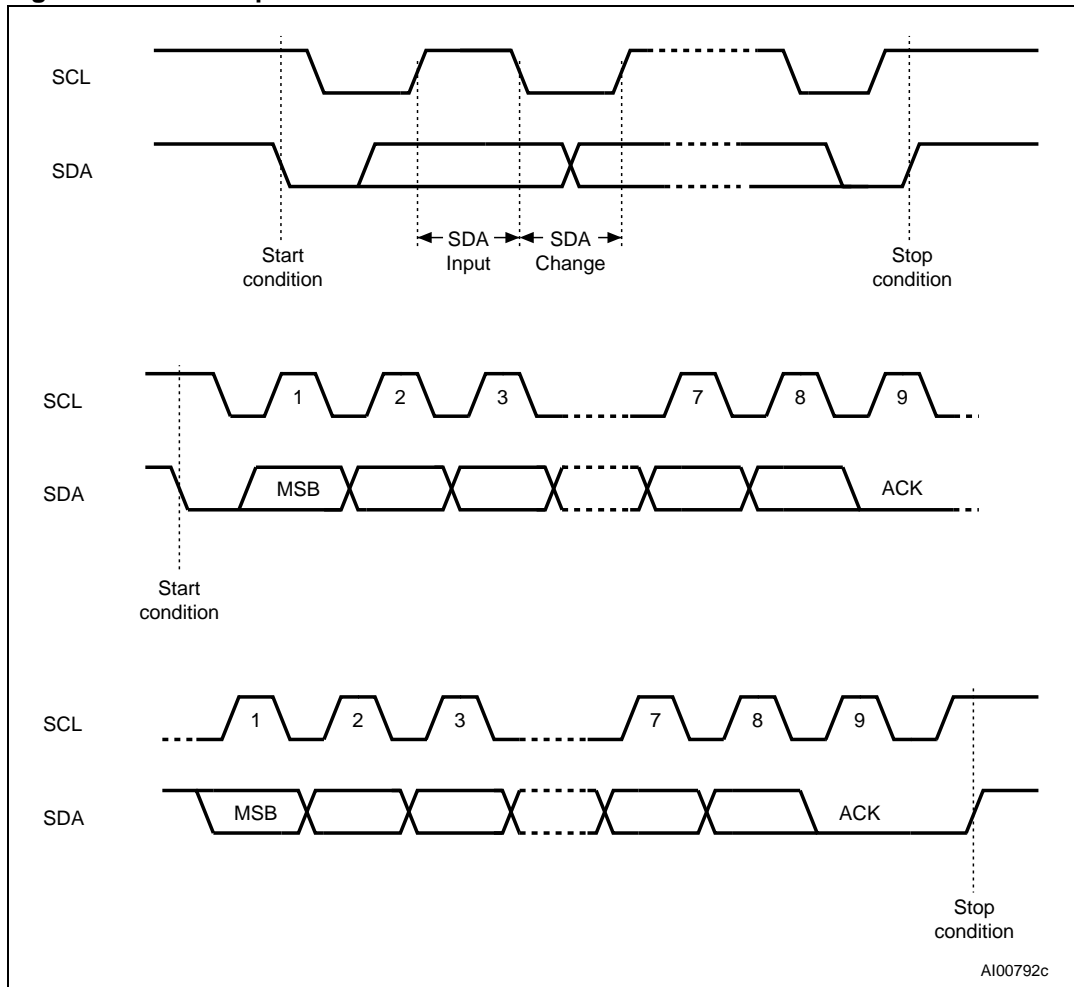 SCL
SDA
Start
condition
SDA
Input
SDA
Change
Stop
condition
SCL
1 2 3 7 8 9
SDA
MSB
ACK
Start
condition
SCL
1 2 3 7 8 9
SDA
MSB
ACK
Stop
condition
AI00792c